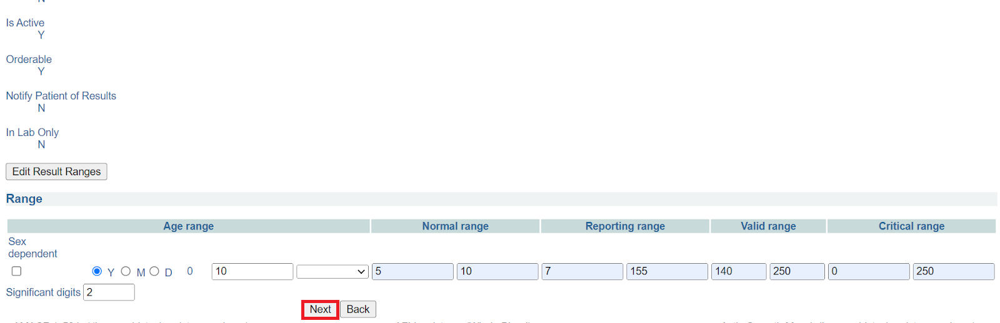 N
Is Active
Y
Orderable
Y
Notify Patient of Results
N
In Lab Only
N
Edit Result Ranges
Range
Age range Normal range Reporting range Valid range Critical range
Sex
dependent
Y M D 0 10 5 10 7 155 140 250 0 250
Significant digits 2
Next Back